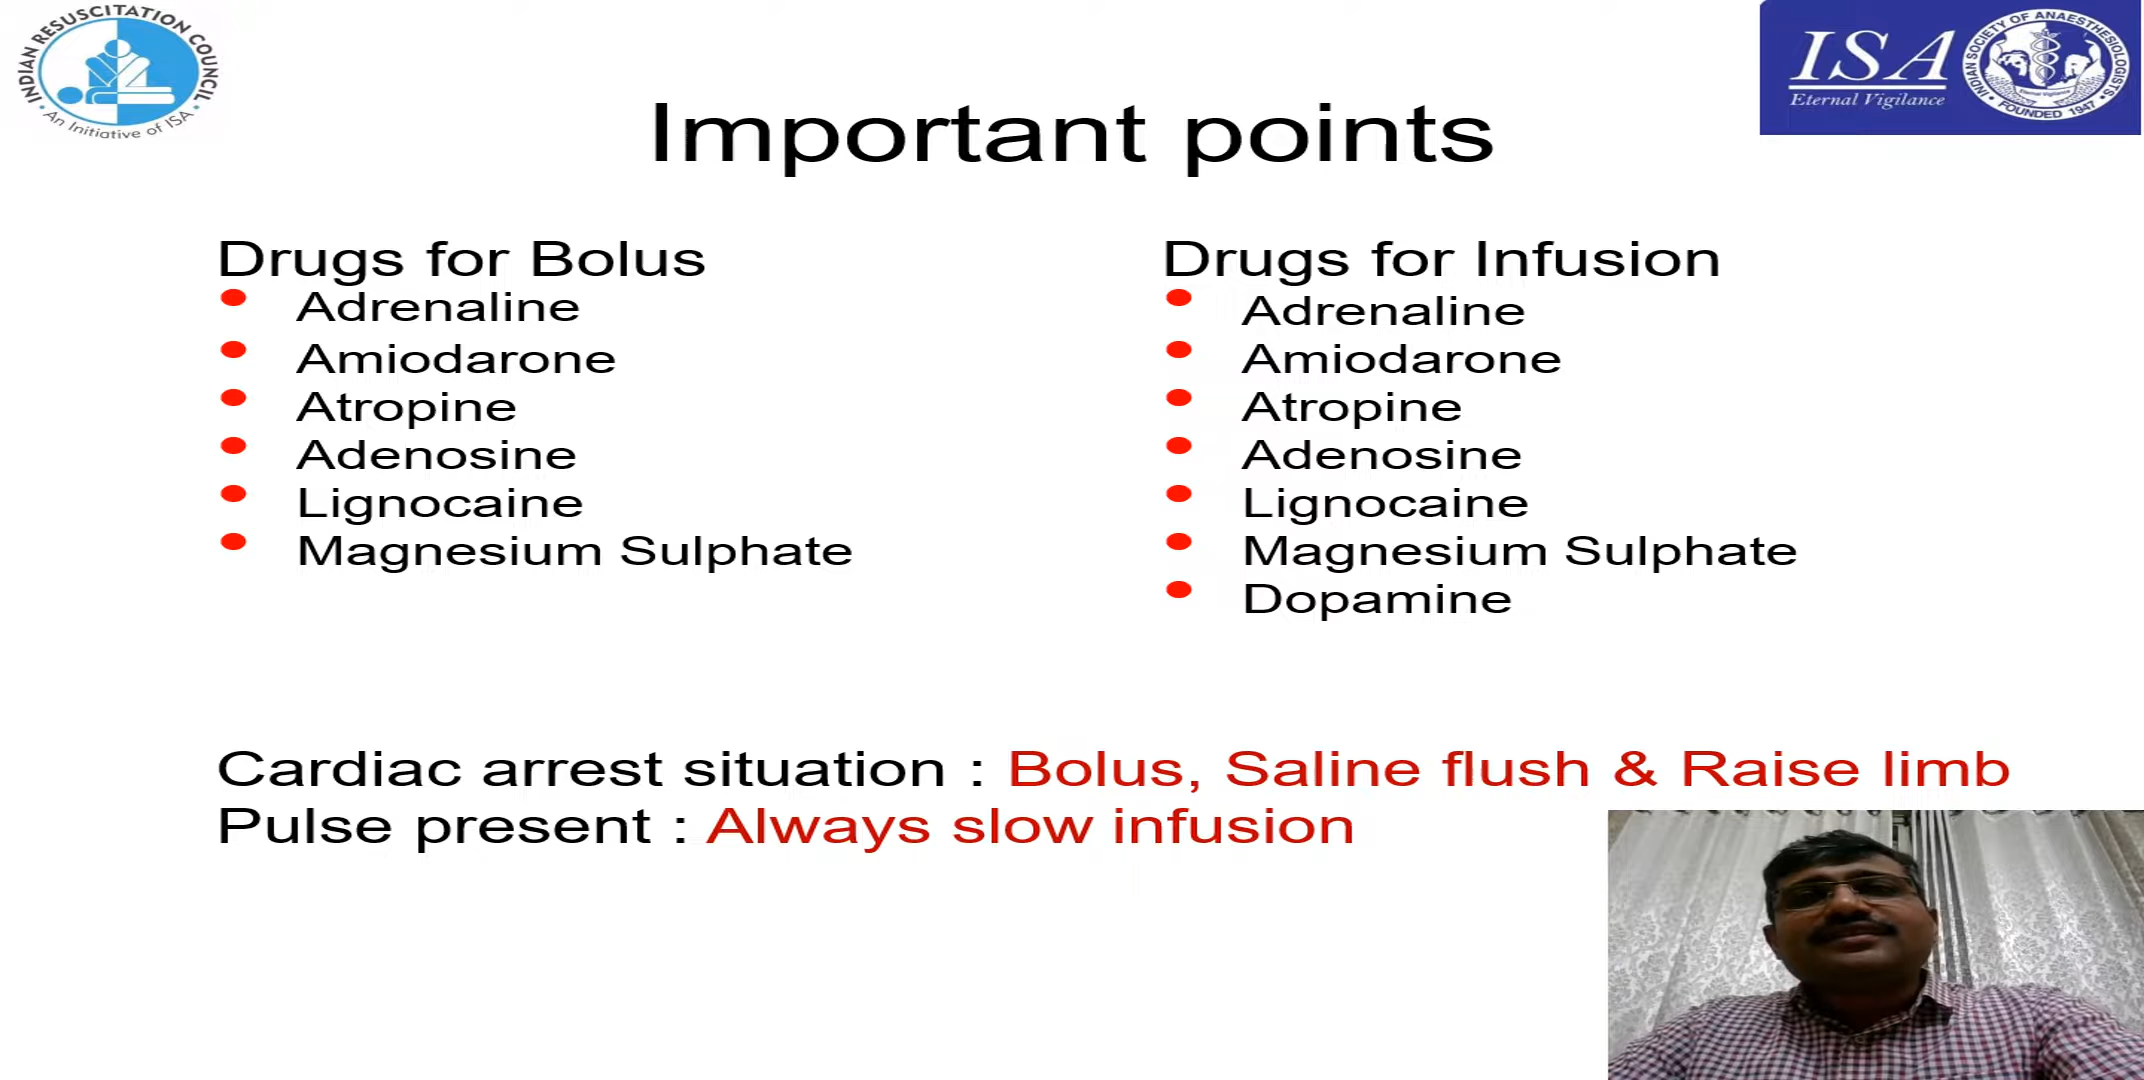 INDIAN RESUSCITATION COUNCIL
An Initiative of ISA
ISA
Eternal Vigilance
INDIAN SOCIETY OF ANAESTHESIOLOGISTS
Eternal Vigilance
FOUNDED 1947
Important points
Drugs for Bolus
Adrenaline
Amiodarone
Atropine
Adenosine
Lignocaine
Magnesium Sulphate
Drugs for Infusion
Adrenaline
Amiodarone
Atropine
Adenosine
Lignocaine
Magnesium Sulphate
Dopamine
Cardiac arrest situation : Bolus, Saline flush & Raise limb
Pulse present : Always slow infusion